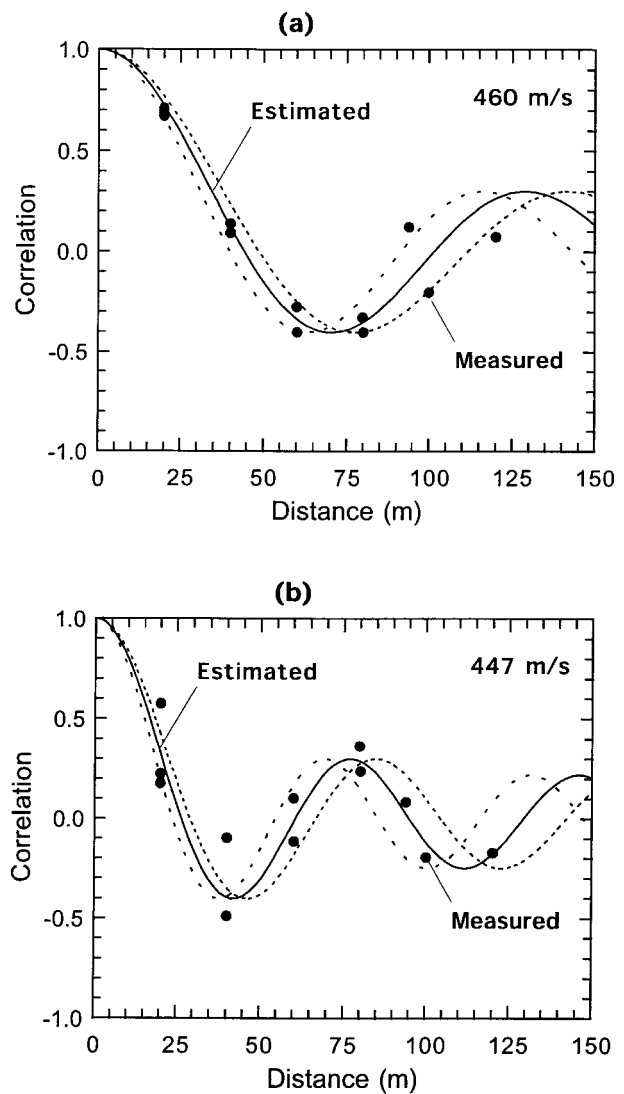 (a)
1.0
460 m/s
Estimated
0.5
0.0
Correlation
-0.5
Measured
-1.0
0 25 50 75 100 125 150
Distance (m)
(b)
1.0
447 m/s
Estimated
0.5
0.0
Correlation
-0.5
Measured
-1.0
0 25 50 75 100 125 150
Distance (m)